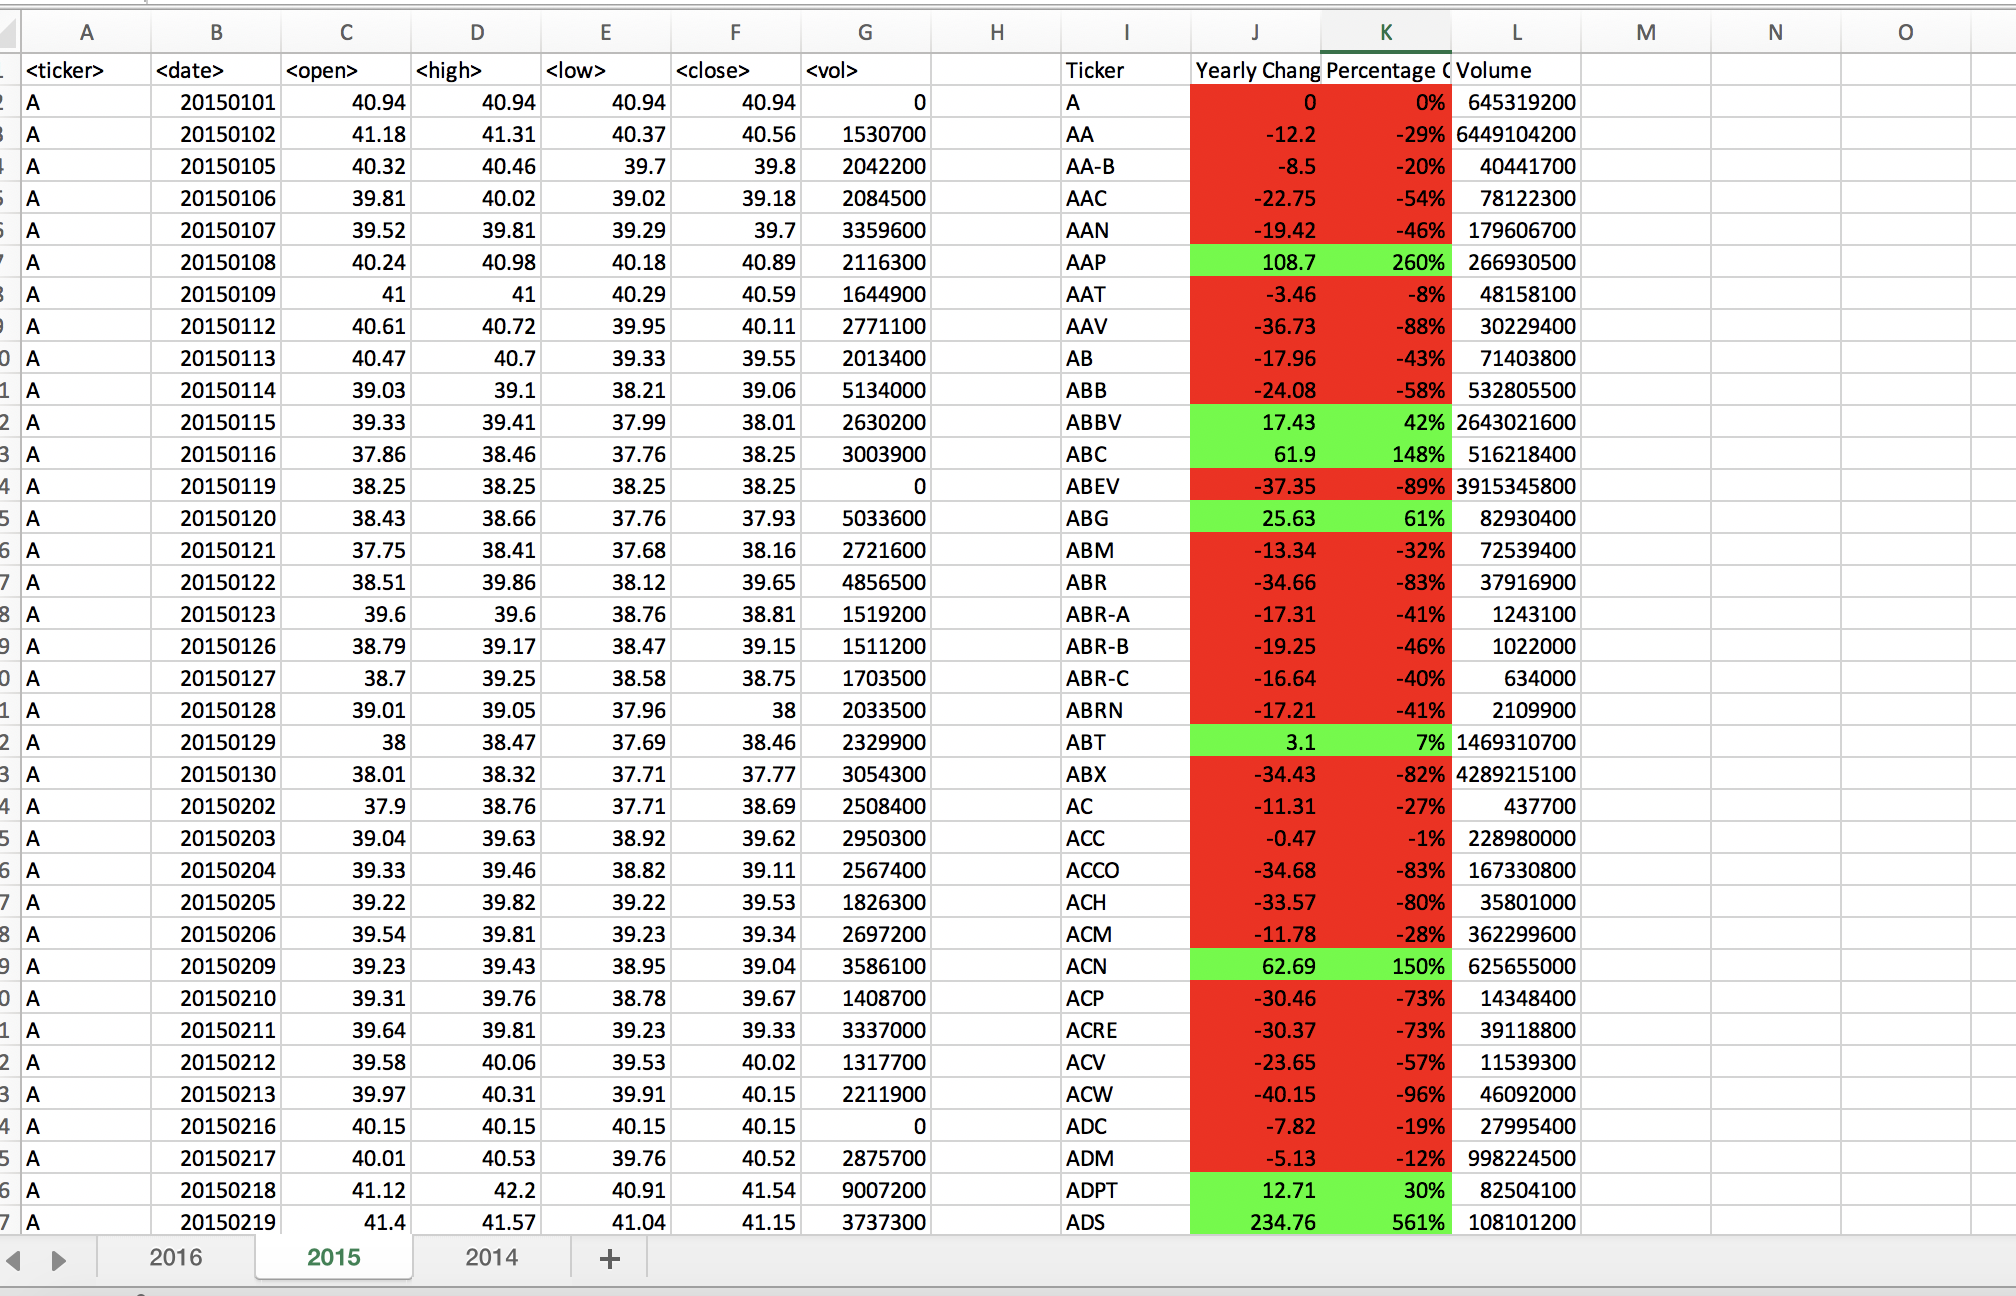 A B C D E F G H I J K L M N O
<ticker> <date> <open> <high> <low> <close> <vol> Ticker Yearly Chang Percentage Volume
2 A 20150101 40.94 40.94 40.94 40.94 0 A 0 0% 645319200
3 A 20150102 41.18 41.31 40.37 40.56 1530700 AA -12.2 -29% 6449104200
4 A 20150105 40.32 40.46 39.7 39.8 2042200 AA-B -8.5 -20% 40441700
5 A 20150106 39.81 40.02 39.02 39.18 2084500 AAC -22.75 -54% 78122300
6 A 20150107 39.52 39.81 39.29 39.7 3359600 AAN -19.42 -46% 179606700
7 A 20150108 40.24 40.98 40.18 40.89 2116300 AAP 108.7 260% 266930500
8 A 20150109 41 41 40.29 40.59 1644900 AAT -3.46 -8% 48158100
9 A 20150112 40.61 40.72 39.95 40.11 2771100 AAV -36.73 -88% 30229400
0 A 20150113 40.47 40.7 39.33 39.55 2013400 AB -17.96 -43% 71403800
1 A 20150114 39.03 39.1 38.21 39.06 5134000 ABB -24.08 -58% 532805500
2 A 20150115 39.33 39.41 37.99 38.01 2630200 ABBV 17.43 42% 2643021600
3 A 20150116 37.86 38.46 37.76 38.25 3003900 ABC 61.9 148% 516218400
4 A 20150119 38.25 38.25 38.25 38.25 0 ABEV -37.35 -89% 3915345800
5 A 20150120 38.43 38.66 37.76 37.93 5033600 ABG 25.63 61% 82930400
6 A 20150121 37.75 38.41 37.68 38.16 2721600 ABM -13.34 -32% 72539400
7 A 20150122 38.51 39.86 38.12 39.65 4856500 ABR -34.66 -83% 37916900
8 A 20150123 39.6 39.6 38.76 38.81 1519200 ABR-A -17.31 -41% 1243100
9 A 20150126 38.79 39.17 38.47 39.15 1511200 ABR-B -19.25 -46% 1022000
0 A 20150127 38.7 39.25 38.58 38.75 1703500 ABR-C -16.64 -40% 634000
1 A 20150128 39.01 39.05 37.96 38 2033500 ABRN -17.21 -41% 2109900
2 A 20150129 38 38.47 37.69 38.46 2329900 ABT 3.1 7% 1469310700
3 A 20150130 38.01 38.32 37.71 37.77 3054300 ABX -34.43 -82% 4289215100
4 A 20150202 37.9 38.76 37.71 38.69 2508400 AC -11.31 -27% 437700
5 A 20150203 39.04 39.63 38.92 39.62 2950300 ACC -0.47 -1% 228980000
6 A 20150204 39.33 39.46 38.82 39.11 2567400 ACCO -34.68 -83% 167330800
7 A 20150205 39.22 39.82 39.22 39.53 1826300 ACH -33.57 -80% 35801000
8 A 20150206 39.54 39.81 39.23 39.34 2697200 ACM -11.78 -28% 362299600
9 A 20150209 39.23 39.43 38.95 39.04 3586100 ACN 62.69 150% 625655000
0 A 20150210 39.31 39.76 38.78 39.67 1408700 ACP -30.46 -73% 14348400
1 A 20150211 39.64 39.81 39.23 39.33 3337000 ACRE -30.37 -73% 39118800
2 A 20150212 39.58 40.06 39.53 40.02 1317700 ACV -23.65 -57% 11539300
3 A 20150213 39.97 40.31 39.91 40.15 2211900 ACW -40.15 -96% 46092000
4 A 20150216 40.15 40.15 40.15 40.15 0 ADC -7.82 -19% 27995400
5 A 20150217 40.01 40.53 39.76 40.52 2875700 ADM -5.13 -12% 998224500
6 A 20150218 41.12 42.2 40.91 41.54 9007200 ADPT 12.71 30% 82504100
7 A 20150219 41.4 41.57 41.04 41.15 3737300 ADS 234.76 561% 108101200
2016 2015 2014 +